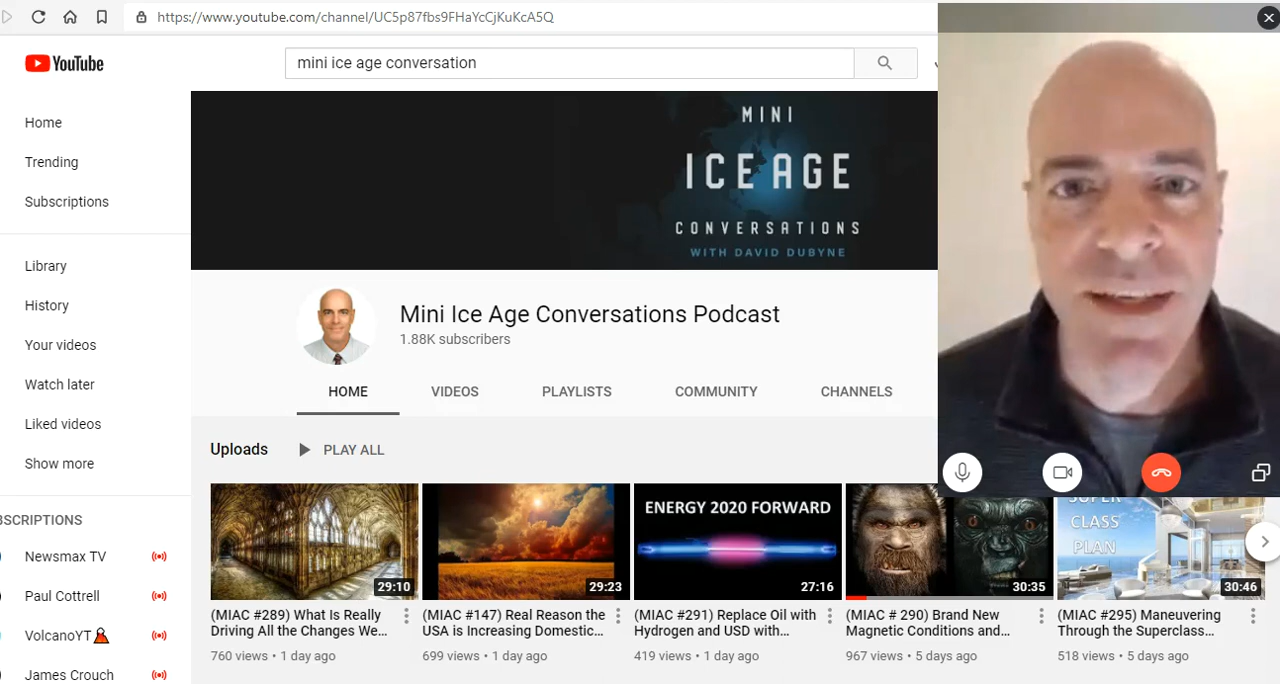 https://www.youtube.com/channel/UC5p87fbs9FHaYcCjKuKcA5Q
YouTube
mini ice age conversation
Home
Trending
Subscriptions
Library
History
Your videos
Watch later
Liked videos
Show more
BSCRIPTIONS
Newsmax TV
Paul Cottrell
VolcanoYT
James Crouch
MINI
ICE AGE
CONVERSATIONS
WITH DAVID DUBYNE
Mini Ice Age Conversations Podcast
1.88K subscribers
HOME VIDEOS PLAYLISTS COMMUNITY CHANNELS
Uploads PLAY ALL
29:10
(MIAC #289) What Is Really
Driving All the Changes We...
760 views • 1 day ago
29:23
(MIAC #147) Real Reason the
USA is Increasing Domestic...
699 views • 1 day ago
ENERGY 2020 FORWARD
27:16
(MIAC #291) Replace Oil with
Hydrogen and USD with...
419 views • 1 day ago
30:35
(MIAC # 290) Brand New
Magnetic Conditions and...
967 views • 5 days ago
SUPER
CLASS
PLAN
30:46
(MIAC #295) Maneuvering
Through the Superclass...
518 views • 5 days ago